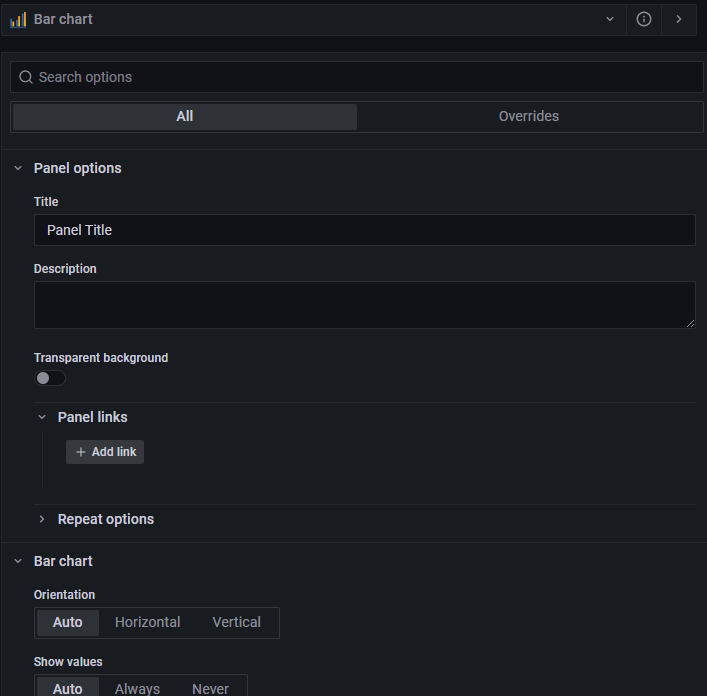 Bar chart
Search options
All Overrides
Panel options
Title
Panel Title
Description
Transparent background
Panel links
+ Add link
Repeat options
Bar chart
Orientation
Auto Horizontal Vertical
Show values
Auto Always Never